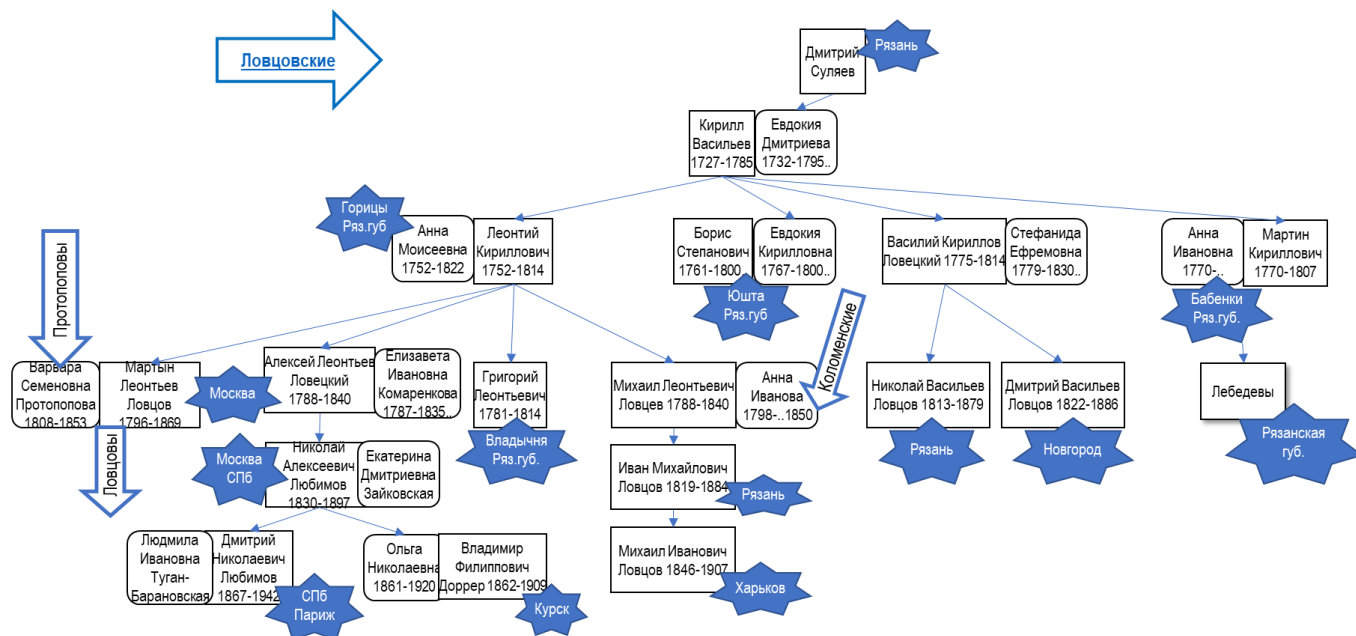 Ловцовские
Дмитрий
Суляев
Рязань
Кирилл
Васильев
1727-1785
Евдокия
Дмитриева
1732-1795..
Горицы
Ряз.губ
Анна
Моисеевна
1752-1822
Леонтий
Кириллович
1752-1814
Борис
Степанович
1761-1800..
Евдокия
Кирилловна
1767-1800..
Юшта
Ряз.губ
Василий Кириллов
Ловецкий 1775-1814
Стефанида
Ефремовна
1779-1830..
Анна
Ивановна
1770-..
Мартин
Кириллович
1770-1807
Бабенки
Ряз.губ.
Протопоповы
Коломенские
Варвара
Семеновна
Протопопова
1808-1853
Мартын
Леонтьев
Ловцов
1796-1869
Москва
Алексей Леонтьев
Ловецкий
1788-1840
Елизавета
Ивановна
Комаренкова
1787-1835..
Григорий
Леонтьевич
1781-1814
Владычня
Ряз.губ.
Михаил Леонтьевич
Ловцев 1788-1840
Анна
Иванова
1798-..1850
Николай Васильев
Ловцов 1813-1879
Рязань
Дмитрий Васильев
Ловцов 1822-1886
Новгород
Лебедевы
Рязанская
губ.
Ловцовы
Москва
СПб
Николай
Алексеевич
Любимов
1830-1897
Екатерина
Дмитриевна
Зайковская
Иван Михайлович
Ловцов 1819-1884
Рязань
Людмила
Ивановна
Туган-
Барановская
Дмитрий
Николаевич
Любимов
1867-1942
СПб
Париж
Ольга
Николаевна
1861-1920
Владимир
Филиппович
Доррер 1862-1909
Курск
Михаил Иванович
Ловцов 1846-1907
Харьков